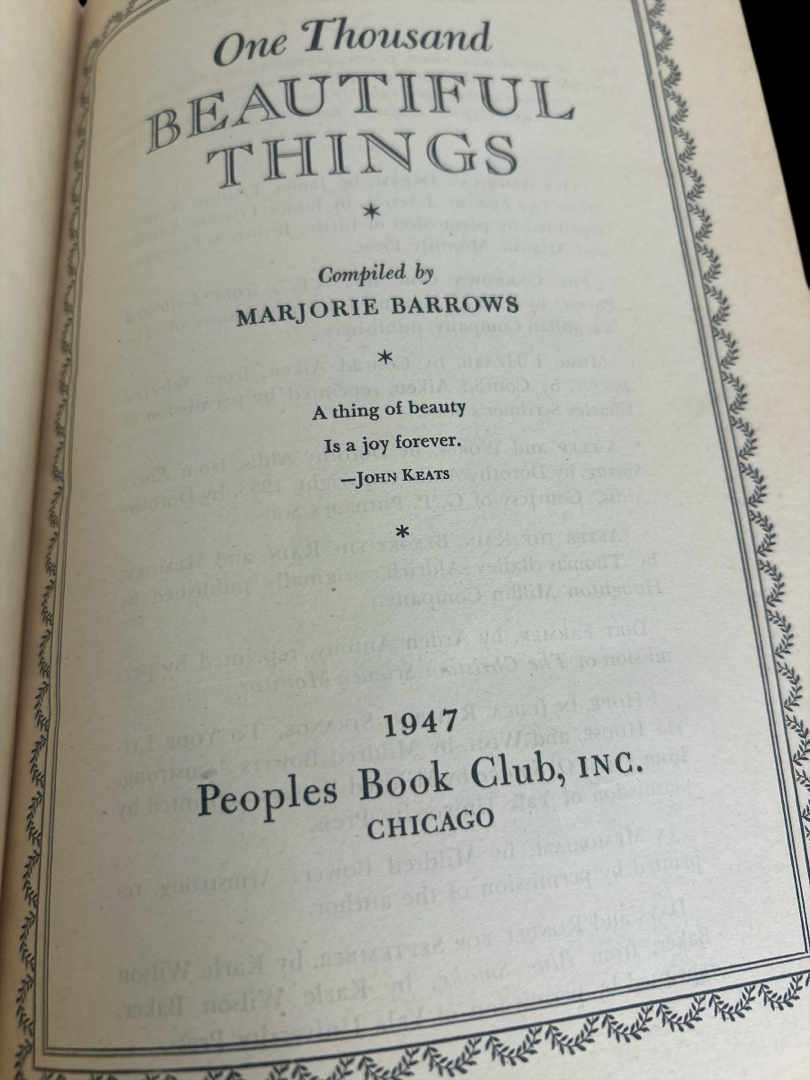 One Thousand
BEAUTIFUL
THINGS
*
Compiled by
MARJORIE BARROWS
*
A thing of beauty
Is a joy forever.
—JOHN KEATS
*
1947
Peoples Book Club, INC.
CHICAGO